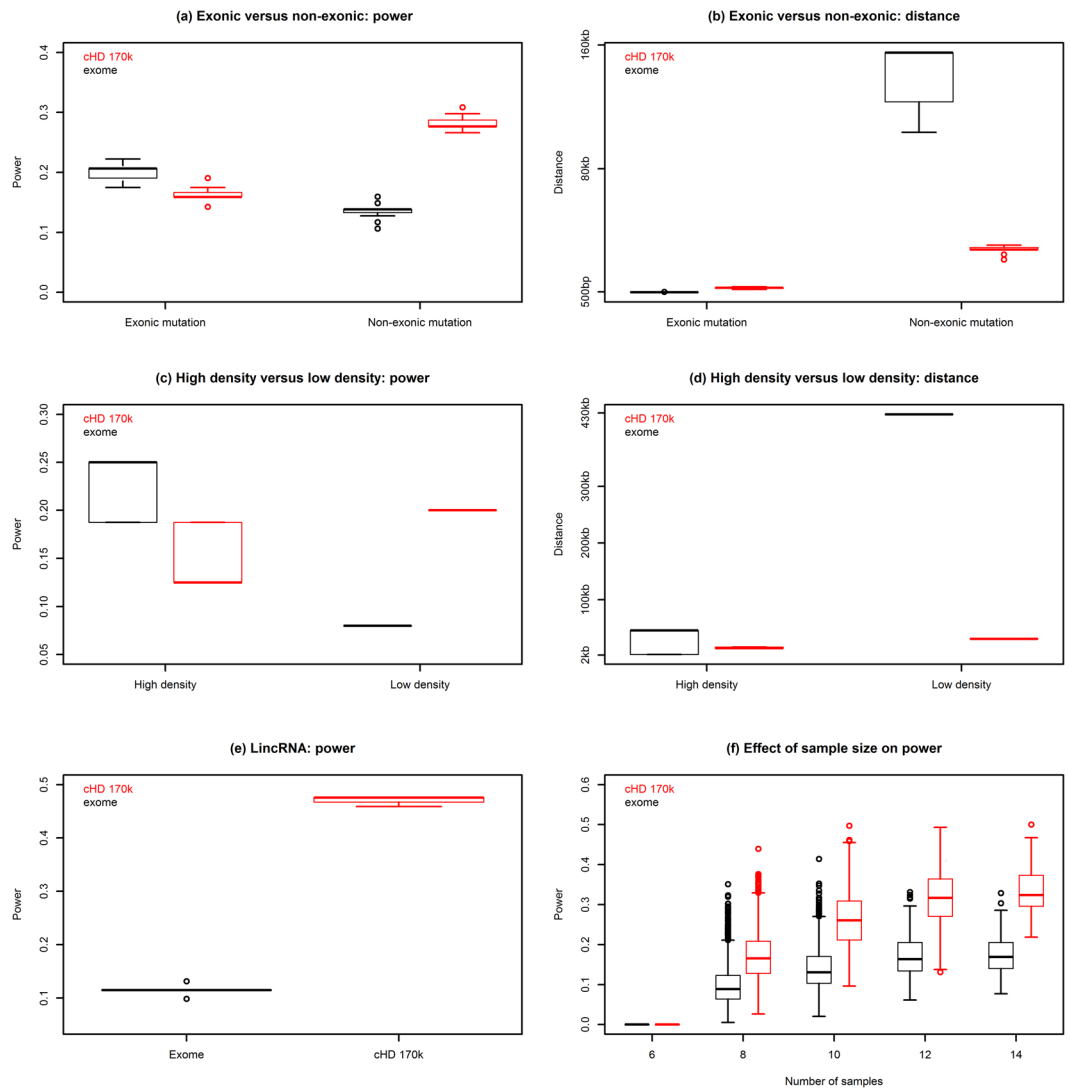 (a) Exonic versus non-exonic: power
cHD 170k
exome
Power
0.4
0.3
0.2
0.1
0.0
Exonic mutation
Non-exonic mutation
(b) Exonic versus non-exonic: distance
cHD 170k
exome
Distance
160kb
80kb
500bp
Exonic mutation
Non-exonic mutation
(c) High density versus low density: power
cHD 170k
exome
Power
0.30
0.25
0.20
0.15
0.10
0.05
High density
Low density
(d) High density versus low density: distance
cHD 170k
exome
Distance
430kb
300kb
200kb
100kb
2kb
High density
Low density
(e) LincRNA: power
cHD 170k
exome
Power
0.5
0.4
0.3
0.2
0.1
Exome
cHD 170k
(f) Effect of sample size on power
cHD 170k
exome
Power
0.6
0.5
0.4
0.3
0.2
0.1
0.0
6
8
10
12
14
Number of samples